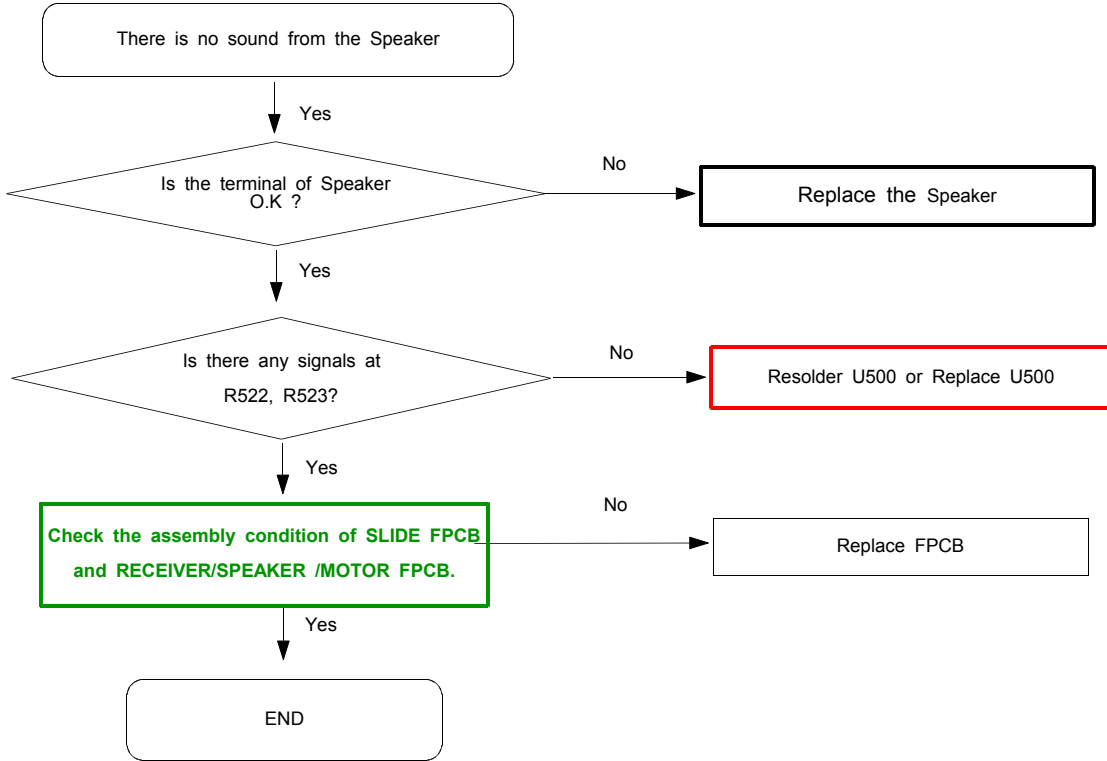 There is no sound from the Speaker
Yes
Is the terminal of Speaker
O.K ?
No
Replace the Speaker
Yes
Is there any signals at
R522, R523?
No
Resolder U500 or Replace U500
Yes
Check the assembly condition of SLIDE FPCB
and RECEIVER/SPEAKER /MOTOR FPCB.
No
Replace FPCB
Yes
END